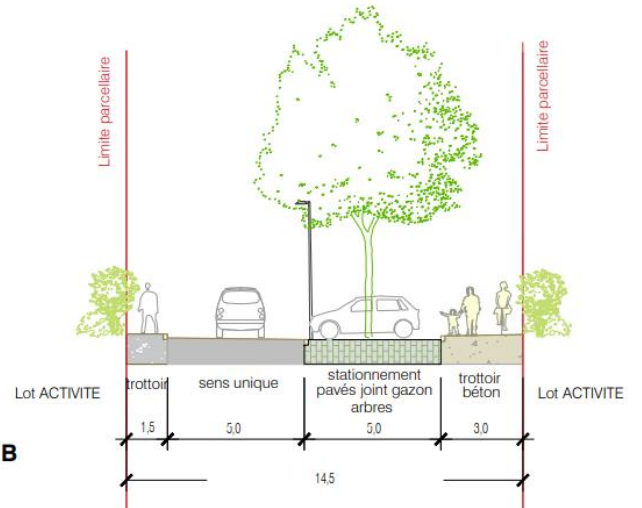 Limite parcellaire
Limite parcellaire
Lot ACTIVITE
trottoir
sens unique
stationnement
pavés joint gazon
arbres
trottoir
béton
Lot ACTIVITE
1,5
5,0
5,0
3,0
B
14,5